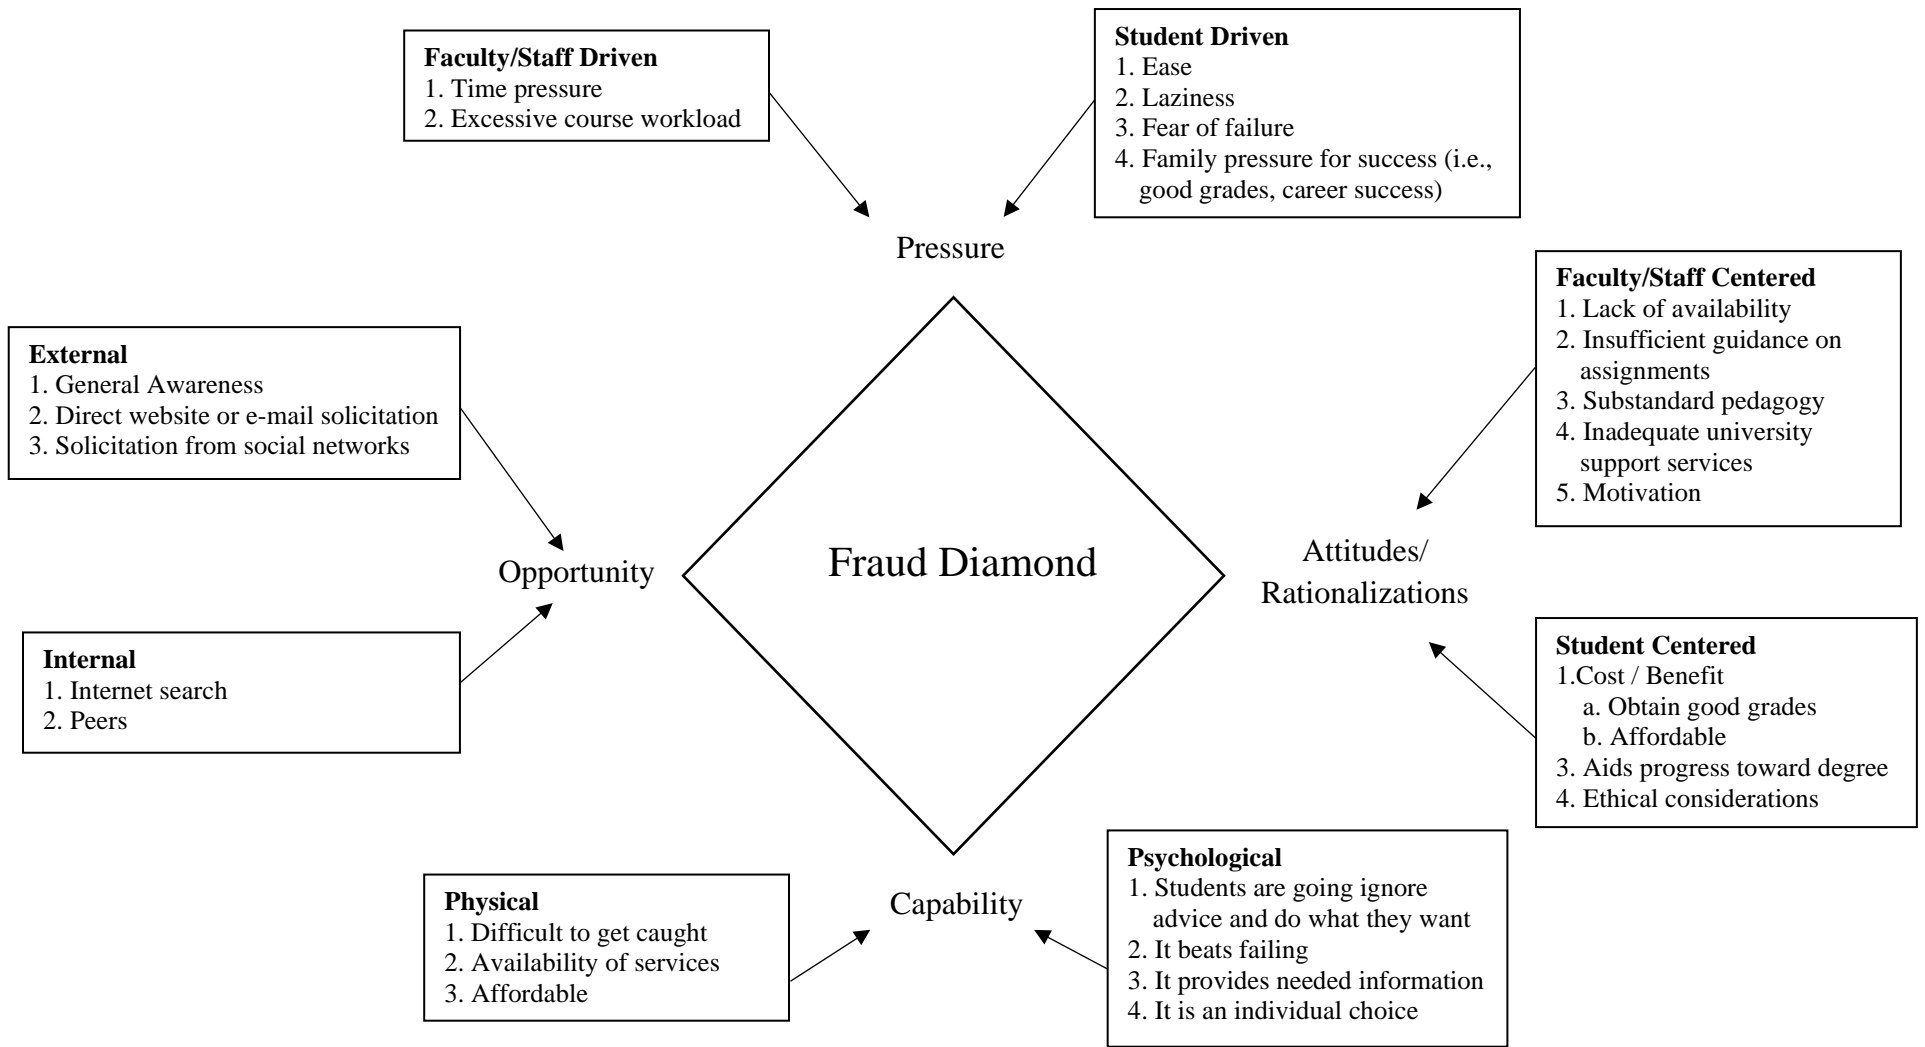 Faculty/Staff Driven
1. Time pressure
2. Excessive course workload
Student Driven
1. Ease
2. Laziness
3. Fear of failure
4. Family pressure for success (i.e.,
good grades, career success)
Pressure
Faculty/Staff Centered
1. Lack of availability
2. Insufficient guidance on
assignments
3. Substandard pedagogy
4. Inadequate university
support services
5. Motivation
External
1. General Awareness
2. Direct website or e-mail solicitation
3. Solicitation from social networks
Opportunity
Fraud Diamond
Attitudes/
Rationalizations
Internal
1. Internet search
2. Peers
Student Centered
1.Cost / Benefit
a. Obtain good grades
b. Affordable
3. Aids progress toward degree
4. Ethical considerations
Physical
1. Difficult to get caught
2. Availability of services
3. Affordable
Capability
Psychological
1. Students are going ignore
advice and do what they want
2. It beats failing
3. It provides needed information
4. It is an individual choice